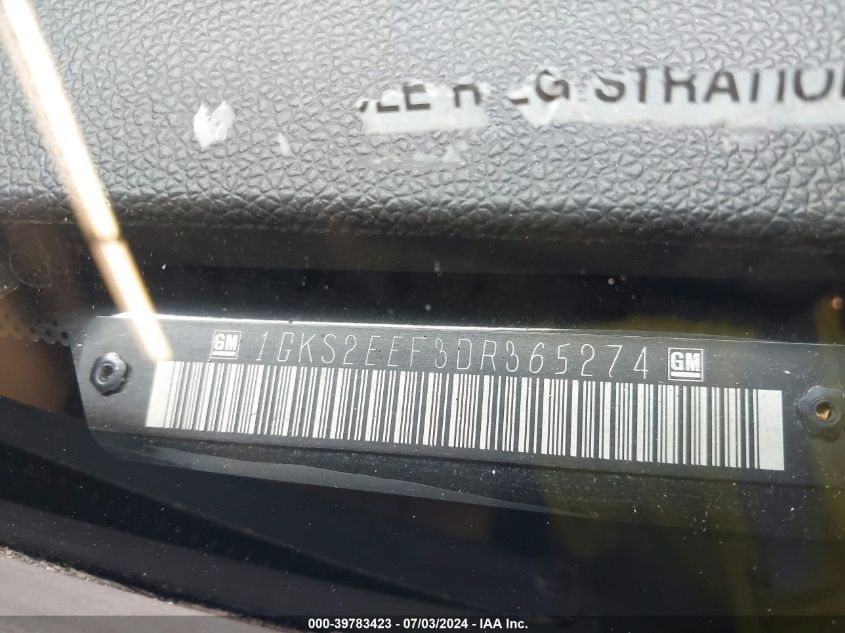 STRATIO
GM 1GKS2EEF3DR365274 GM
000-39783423 / 07/03/2024 - IAA Inc.